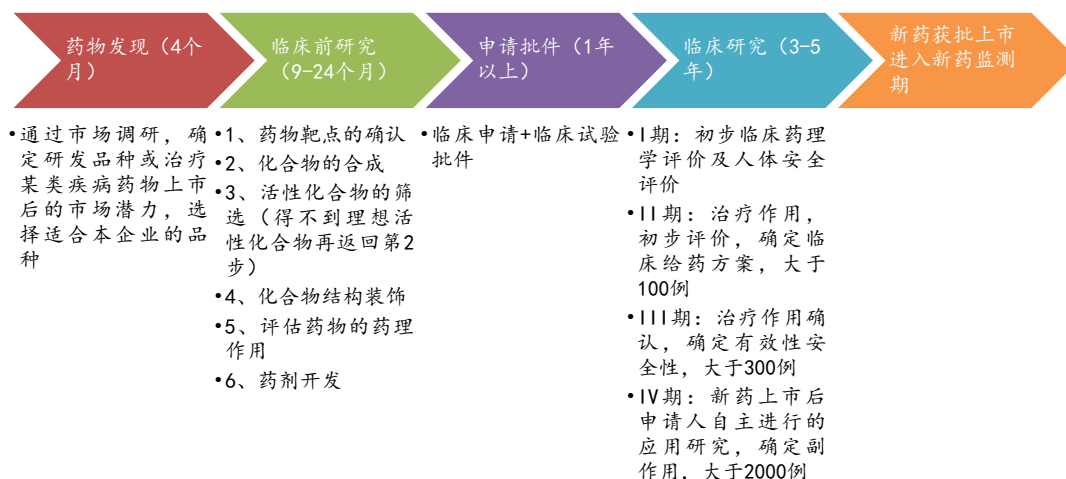 药物发现（4个
月）
临床前研究
（9-24个月）
申请批件（1年
以上）
临床研究（3-5
年）
新药获批上市
进入新药监测
期
•通过市场调研，确
定研发品种或治疗
某类疾病药物上市
后的市场潜力，选
择适合本企业的品
种
•1、药物靶点的确认
•2、化合物的合成
•3、活性化合物的筛
选（得不到理想活
性化合物再返回第2
步）
•4、化合物结构装饰
•5、评估药物的药理
作用
•6、药剂开发
•临床申请+临床试验
批件
•I期：初步临床药理
学评价及人体安全
评价
•II期：治疗作用，
初步评价，确定临
床给药方案，大于
100例
•III期：治疗作用确
认，确定有效性安
全性，大于300例
•IV期：新药上市后
申请人自主进行的
应用研究，确定副
作用，大于2000例